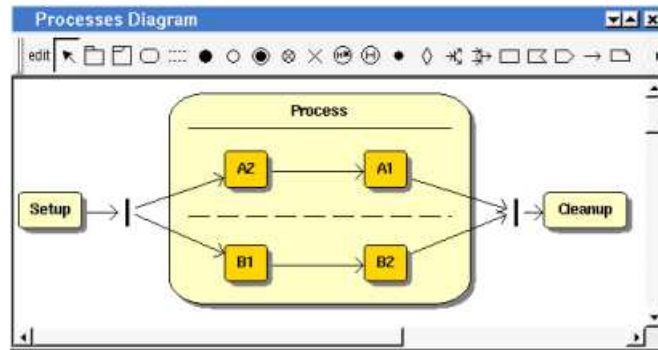 Processes Diagram
edit
Process
A2 A1
Setup Cleanup
B1 B2